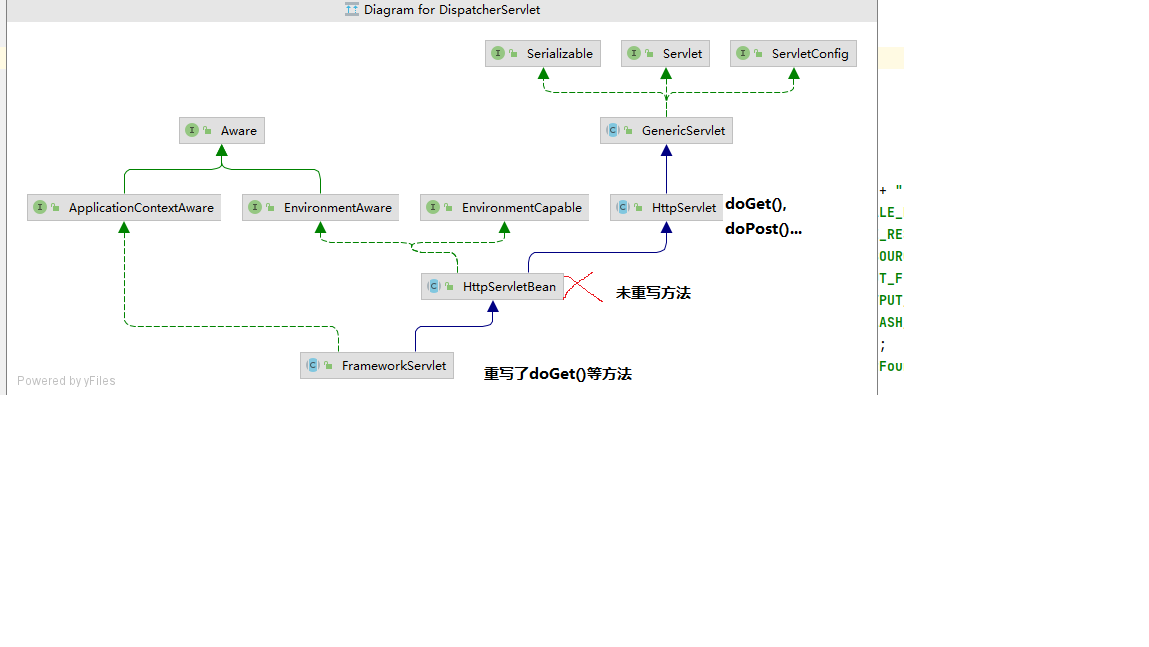 Diagram for DispatcherServlet
Serializable
Servlet
ServletConfig
Aware
GenericServlet
ApplicationContextAware
EnvironmentAware
EnvironmentCapable
HttpServlet
doGet(),
doPost()...
HttpServletBean
未重写方法
FrameworkServlet
重写了doGet()等方法
Powered by yFiles
+ "
LE_
_RE
OUR
T_F
PUT
ASH
;
Fou